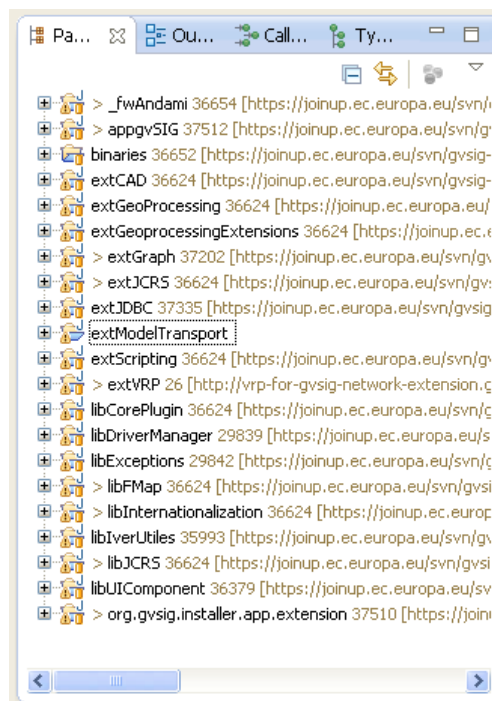 Pa... Ou... Call... Ty...
> _fwAndami 36654 [https://joinup.ec.europa.eu/svn/
> appgvSIG 37512 [https://joinup.ec.europa.eu/svn/g
binaries 36652 [https://joinup.ec.europa.eu/svn/gvsig-
extCAD 36624 [https://joinup.ec.europa.eu/svn/gvsig-
extGeoProcessing 36624 [https://joinup.ec.europa.eu/
extGeoprocessingExtensions 36624 [https://joinup.ec.e
> extGraph 37202 [https://joinup.ec.europa.eu/svn/gv
> extJCRS 36624 [https://joinup.ec.europa.eu/svn/gv
extJDBC 37335 [https://joinup.ec.europa.eu/svn/gvsig
extModelTransport
extScripting 36624 [https://joinup.ec.europa.eu/svn/gv
> extVRP 26 [http://vrp-for-gvsig-network-extension.g
libCorePlugin 36624 [https://joinup.ec.europa.eu/svn/g
libDriverManager 29839 [https://joinup.ec.europa.eu/s
libExceptions 29842 [https://joinup.ec.europa.eu/svn/g
> libFMap 36624 [https://joinup.ec.europa.eu/svn/gvsi
> libInternationalization 36624 [https://joinup.ec.europ
libIverUtiles 35993 [https://joinup.ec.europa.eu/svn/gv
> libJCRS 36624 [https://joinup.ec.europa.eu/svn/gvsi
libUIComponent 36379 [https://joinup.ec.europa.eu/sv
> org.gvsig.installer.app.extension 37510 [https://join